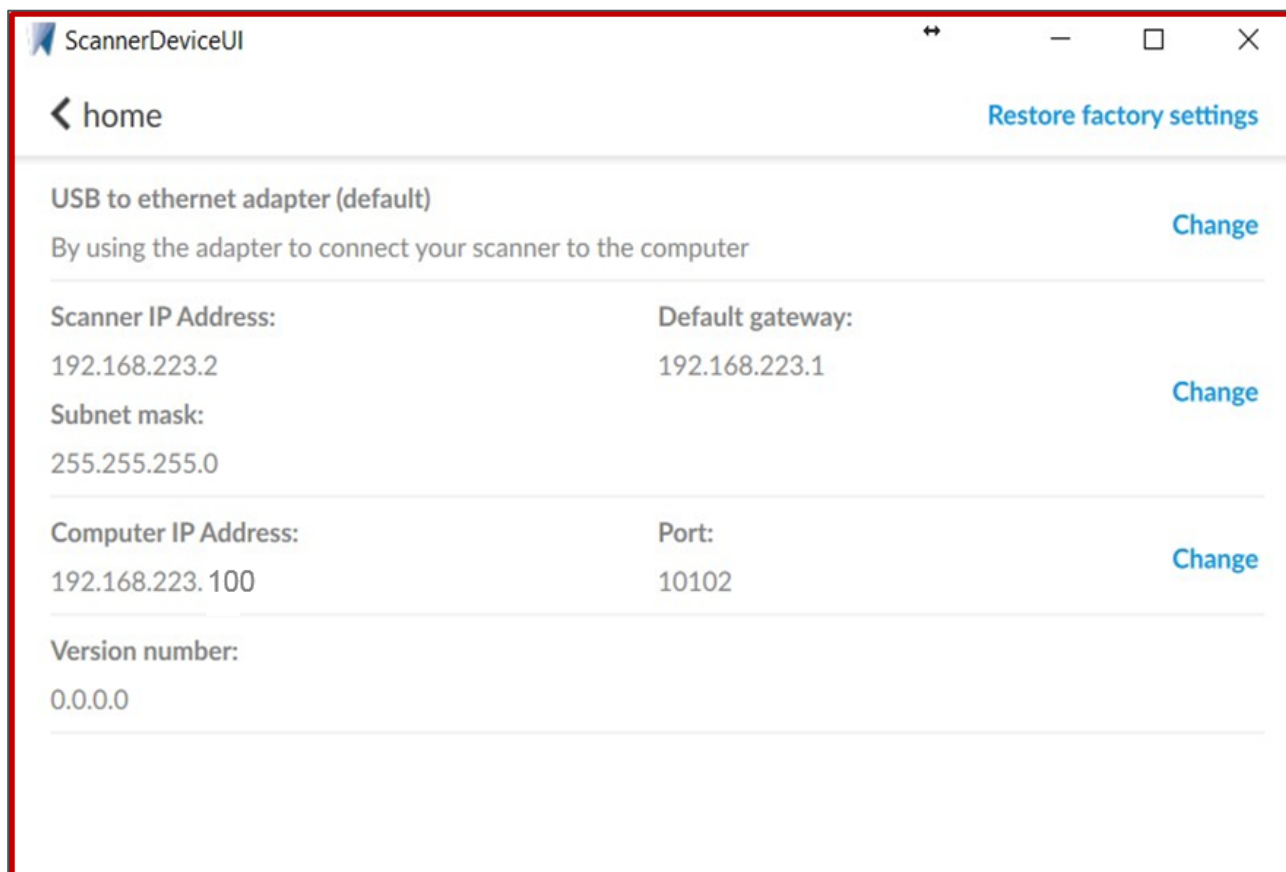 ScannerDeviceUI
home
Restore factory settings
USB to ethernet adapter (default)
By using the adapter to connect your scanner to the computer
Change
Scanner IP Address:
192.168.223.2
Default gateway:
192.168.223.1
Subnet mask:
255.255.255.0
Change
Computer IP Address:
192.168.223.100
Port:
10102
Change
Version number:
0.0.0.0